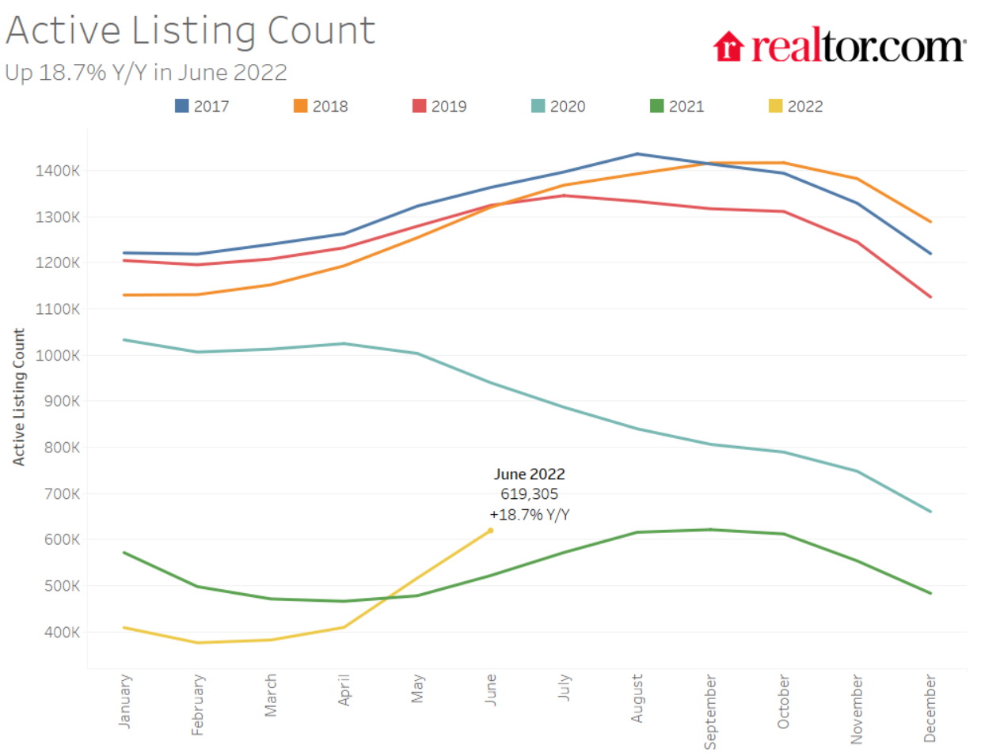 Active Listing Count
Up 18.7% Y/Y in June 2022
realtor.com
2017
2018
2019
2020
2021
2022
Active Listing Count
1400K
1300K
1200K
1100K
1000K
900K
800K
700K
600K
500K
400K
June 2022
619,305
+18.7% Y/Y
January
February
March
April
May
June
July
August
September
October
November
December